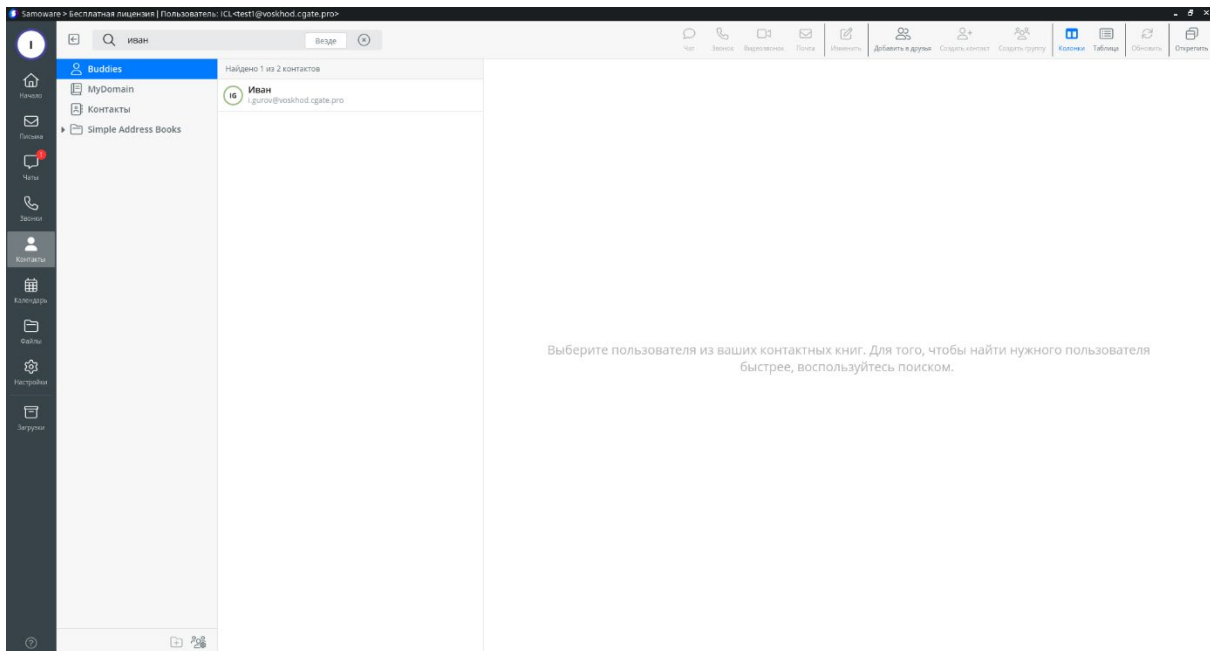 Samoware > Бесплатная лицензия | Пользователь: ICL<test1@voskhod.cgate.pro>
I
Начало
Письма
1
Чаты
Звонки
Контакты
Календарь
Файлы
Настройки
Загрузки
?
иван
Везде
Чат
Звонок
Видеозвонок
Почта
Изменить
Добавить в друзья
Создать контакт
Создать группу
Колонки
Таблица
Обновить
Открепить
Buddies
MyDomain
Контакты
Simple Address Books
Найдено 1 из 2 контактов
IG
Иван
i.gurov@voskhod.cgate.pro
Выберите пользователя из ваших контактных книг. Для того, чтобы найти нужного пользователя
быстрее, воспользуйтесь поиском.